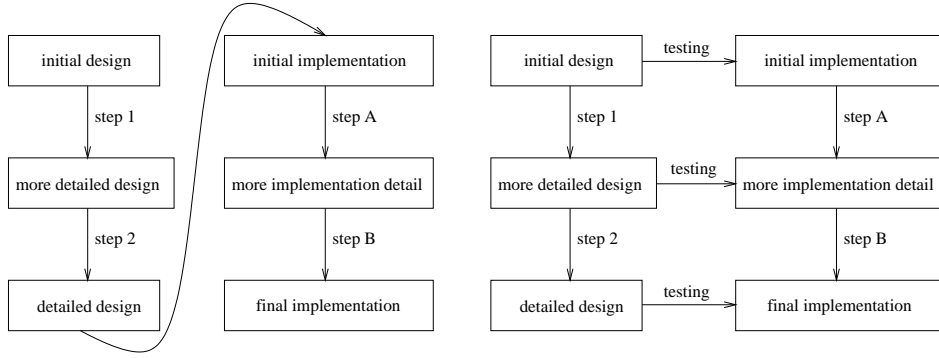 initial design
initial implementation
step 1
step A
more detailed design
more implementation detail
step 2
step B
detailed design
final implementation
initial design
testing
initial implementation
step 1
step A
more detailed design
testing
more implementation detail
step 2
step B
detailed design
testing
final implementation